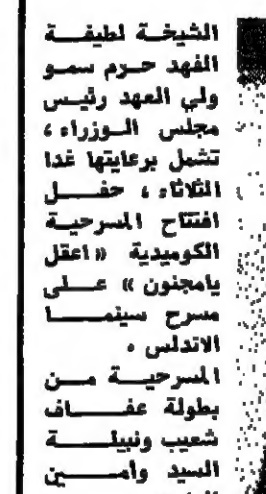 الشيخة لطيفة
الفهد حرم سمو
ولي العهد رئيس
مجلس الوزراء ،
تشمل برعايتها غدا
الثلاثاء ، حفل
افتتاح المسرحية
الكوميدية « اعقل
يامجنون » على
مسرح سينما
الاندلس .
المسرحية من
بطولة عفاف
شعيب ونبيلة
السيد وامين